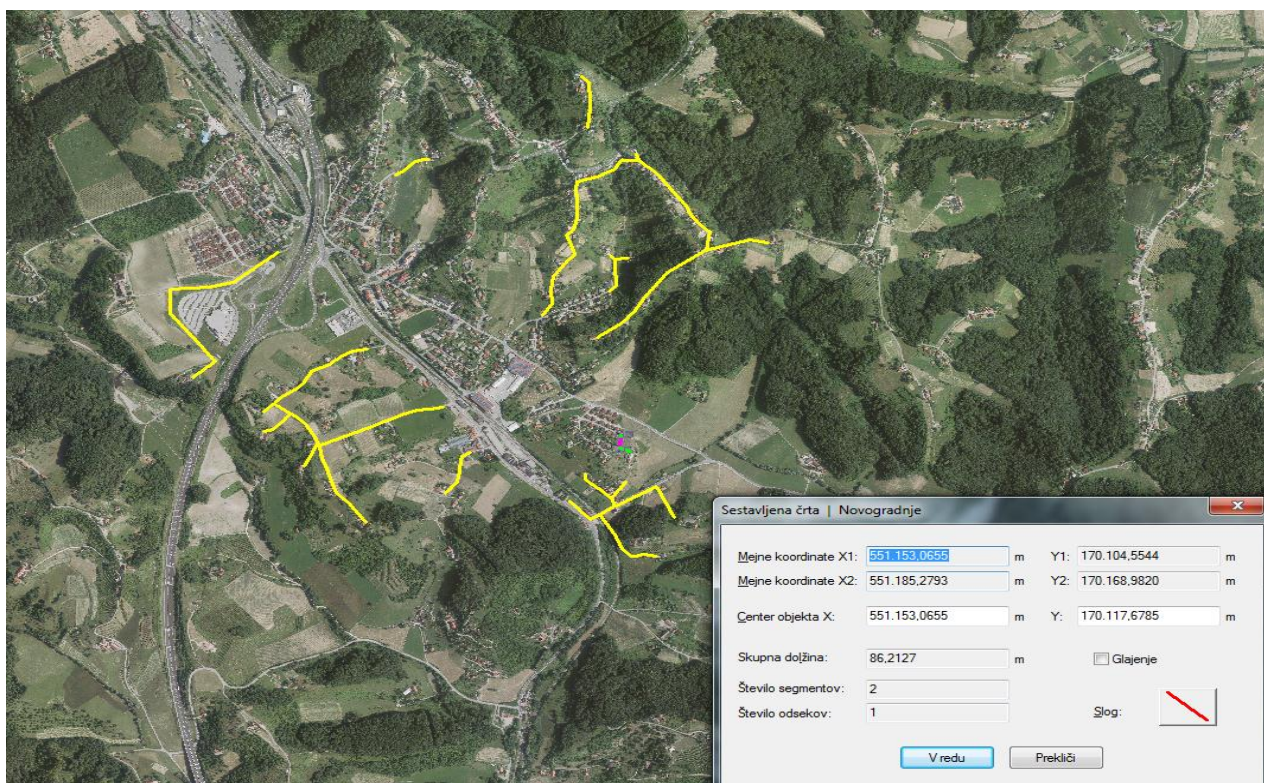 Sestavljena črta | Novogradnje
Mejne koordinate X1: 551.153,0655 m Y1: 170.104,5544 m
Mejne koordinate X2: 551.185,2793 m Y2: 170.168,9820 m
Center objekta X: 551.153,0655 m Y: 170.117,6785 m
Skupna dolžina: 86,2127 m Glajenje
Število segmentov: 2
Število odsekov: 1 Slog:
V redu Prekliči